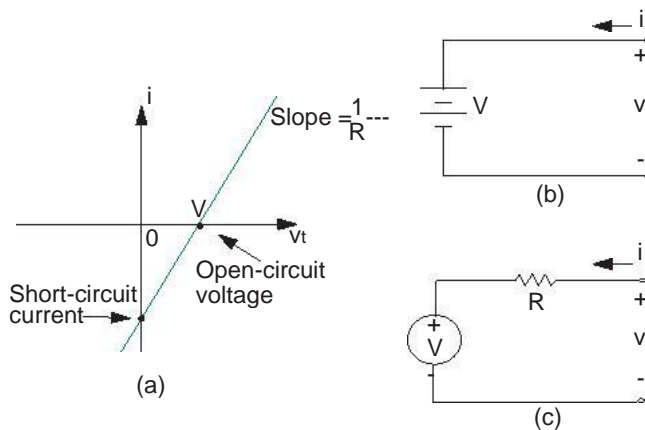 i
Slope = 1/R ---
V
0
vt
Open-circuit
voltage
Short-circuit
current
(a)
i
+
V
v
-
(b)
i
R
+
+
V
v
-
-
(c)